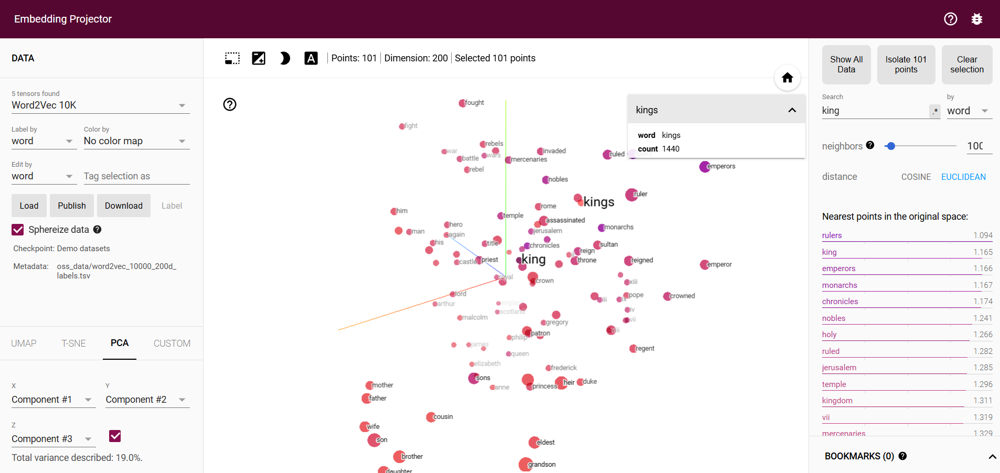 Embedding Projector
DATA
5 tensors found
Word2Vec 10K
Label by
Color by
word
No color map
Edit by
word
Tag selection as
Load
Publish
Download
Label
Sphereize data
Checkpoint: Demo datasets
Metadata: oss_data/word2vec_10000_200d_
labels.tsv
UMAP
T-SNE
PCA
CUSTOM
X
Y
Component #1
Component #2
Z
Component #3
Total variance described: 19.0%.
Points: 101
Dimension: 200
Selected 101 points
kings
word kings
count 1440
fought
fight
rebels
war
wars
invaded
battle
mercenaries
ruled
rebel
emperors
nobles
ruler
kings
rome
him
temple
assassinated
hero
man
again
jerusalem
monarchs
his
title
chronicles
sultan
reign
castle
priest
king
throne
reigned
emperor
royal
crown
xiii
lord
pope
crowned
arthur
england
iii
ix
scotland
iv
malcolm
gregory
vii
patron
viii
philip
james
regent
queen
elizabeth
frederick
sons
mother
anne
princess
heir
duke
father
cousin
wife
son
eldest
brother
grandson
daughter
Show All
Data
Isolate 101
points
Clear
selection
Search
by
king
.*
word
neighbors
100
distance
COSINE
EUCLIDEAN
Nearest points in the original space:
rulers 1.094
king 1.165
emperors 1.166
monarchs 1.167
chronicles 1.174
nobles 1.241
holy 1.266
ruled 1.282
jerusalem 1.285
temple 1.296
kingdom 1.311
vii 1.319
mercenaries 1.329
BOOKMARKS (0)